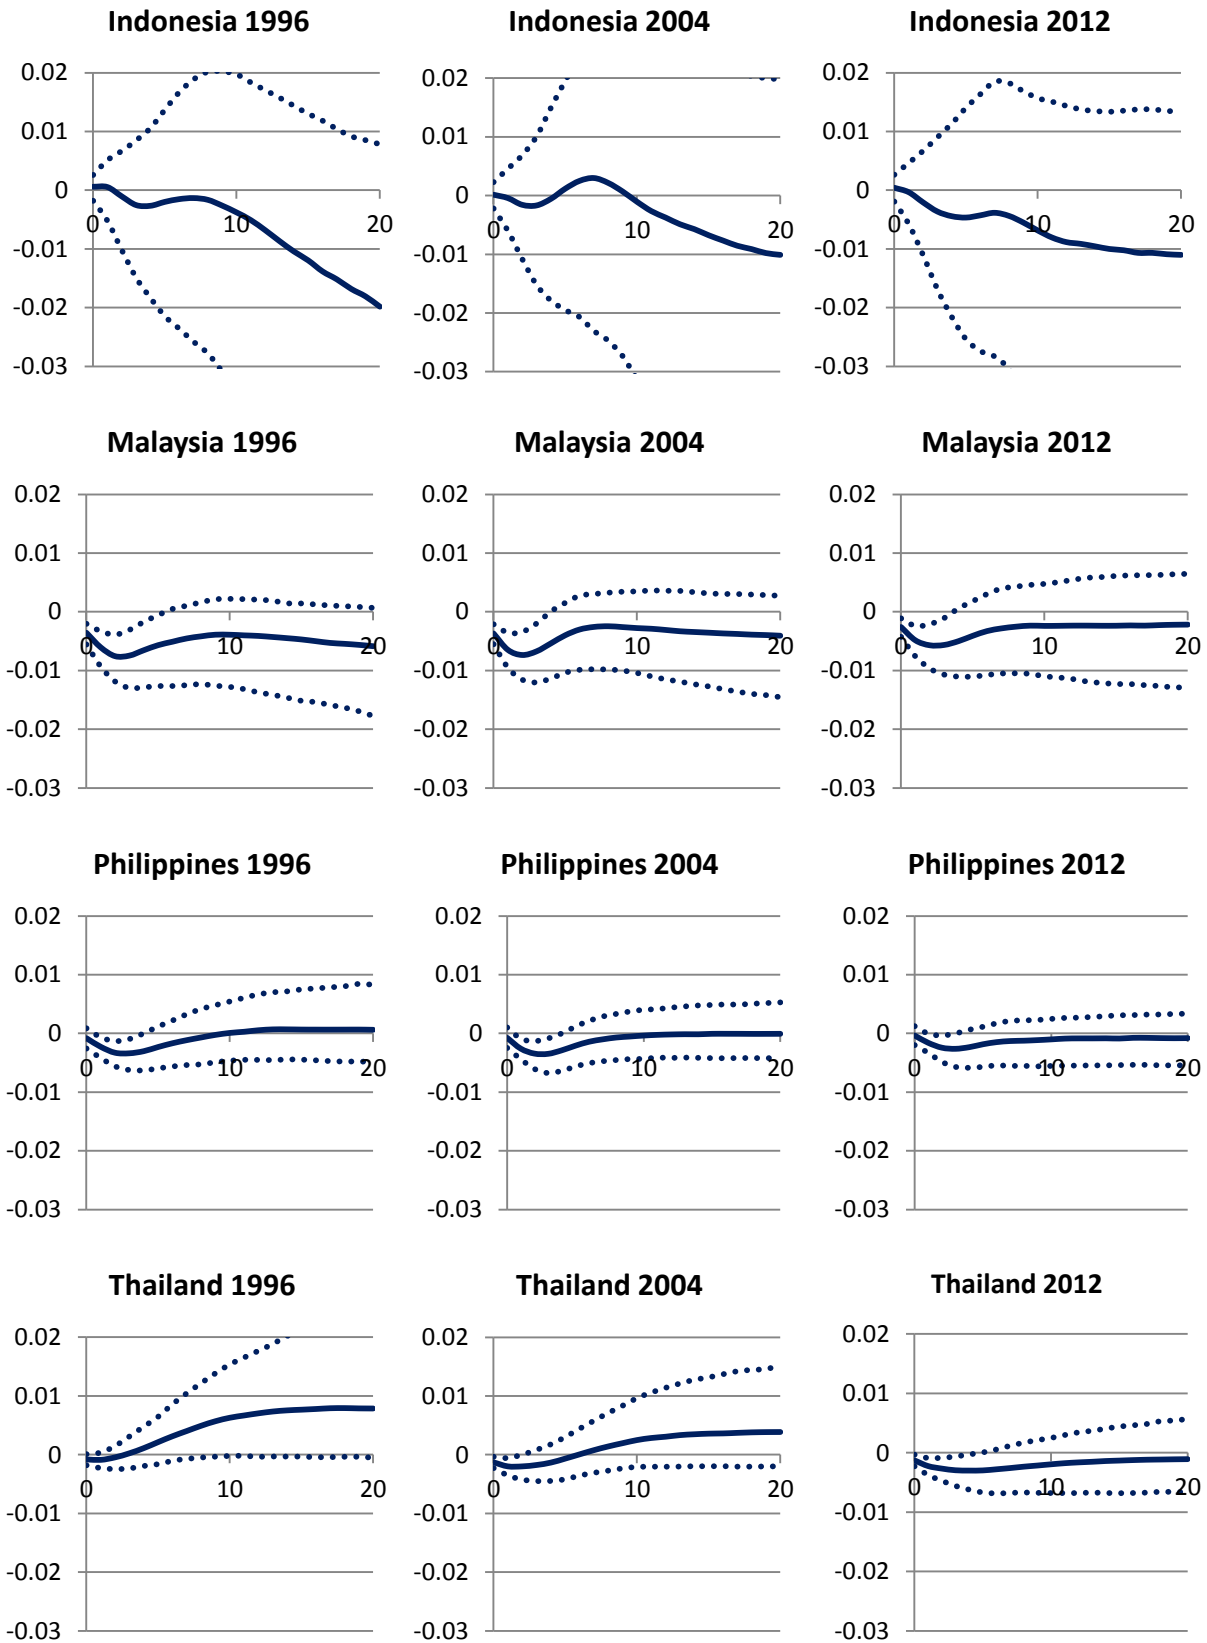 Indonesia 1996 Indonesia 2004 Indonesia 2012
0.02 0.02 0.02
0.01 0.01 0.01
0 0 0
0 10 20 0 10 20 0 10 20
-0.01 -0.01 -0.01
-0.02 -0.02 -0.02
-0.03 -0.03 -0.03
Malaysia 1996 Malaysia 2004 Malaysia 2012
0.02 0.02 0.02
0.01 0.01 0.01
0 0 0
0 10 20 0 10 20 0 10 20
-0.01 -0.01 -0.01
-0.02 -0.02 -0.02
-0.03 -0.03 -0.03
Philippines 1996 Philippines 2004 Philippines 2012
0.02 0.02 0.02
0.01 0.01 0.01
0 0 0
0 10 20 0 10 20 0 10 20
-0.01 -0.01 -0.01
-0.02 -0.02 -0.02
-0.03 -0.03 -0.03
Thailand 1996 Thailand 2004 Thailand 2012
0.02 0.02 0.02
0.01 0.01 0.01
0 0 0
0 10 20 0 10 20 0 10 20
-0.01 -0.01 -0.01
-0.02 -0.02 -0.02
-0.03 -0.03 -0.03